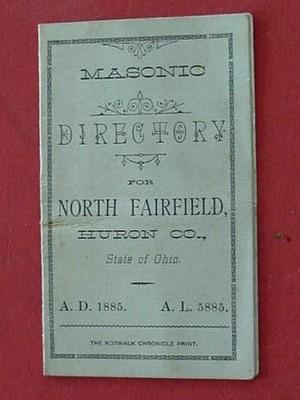 MASONIC
DIRECTORY
FOR
NORTH FAIRFIELD,
HURON CO.,
State of Ohio.
A. D. 1885. A. L. 5885.
THE NORWALK CHRONICLE PRINT.